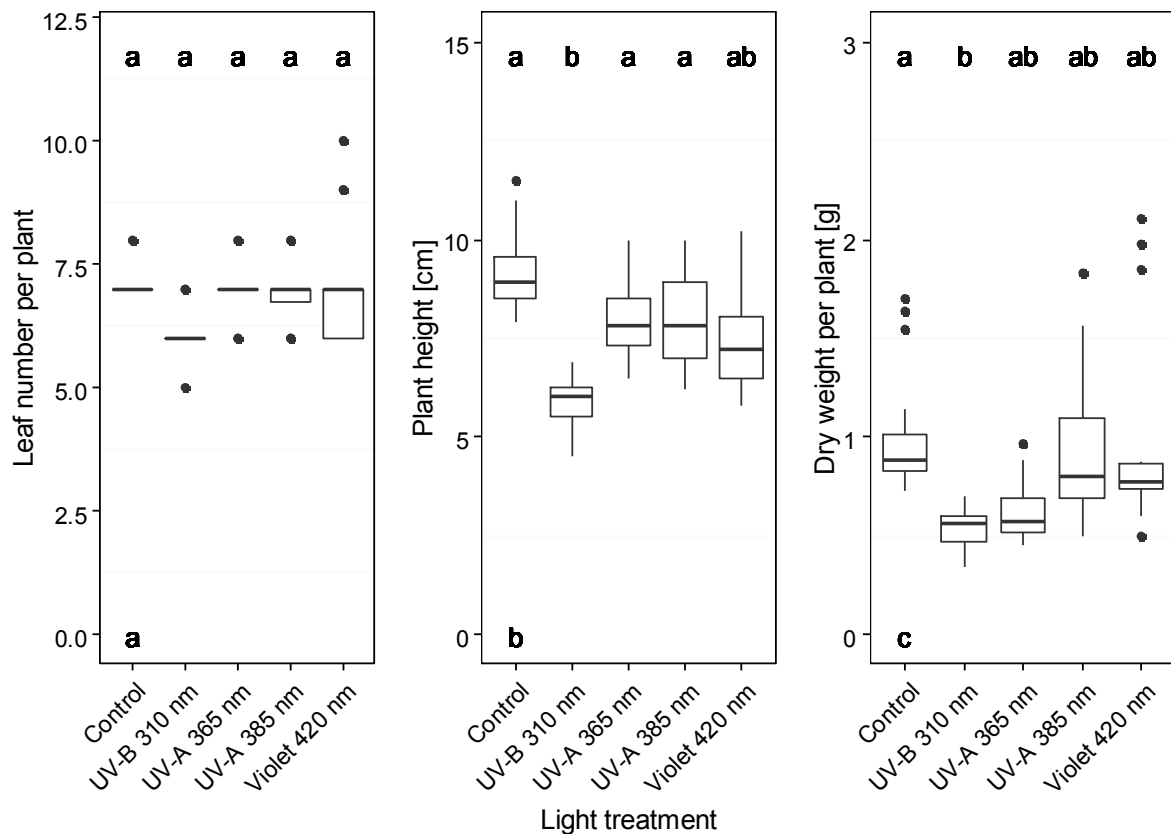 Leaf number per plant
12.5
10.0
7.5
5.0
2.5
0.0
a a a a a
a
Control
UV-B 310 nm
UV-A 365 nm
UV-A 385 nm
Violet 420 nm
Plant height [cm]
15
10
5
0
a b a a ab
b
Control
UV-B 310 nm
UV-A 365 nm
UV-A 385 nm
Violet 420 nm
Dry weight per plant [g]
3
2
1
0
a b ab ab ab
c
Control
UV-B 310 nm
UV-A 365 nm
UV-A 385 nm
Violet 420 nm
Light treatment